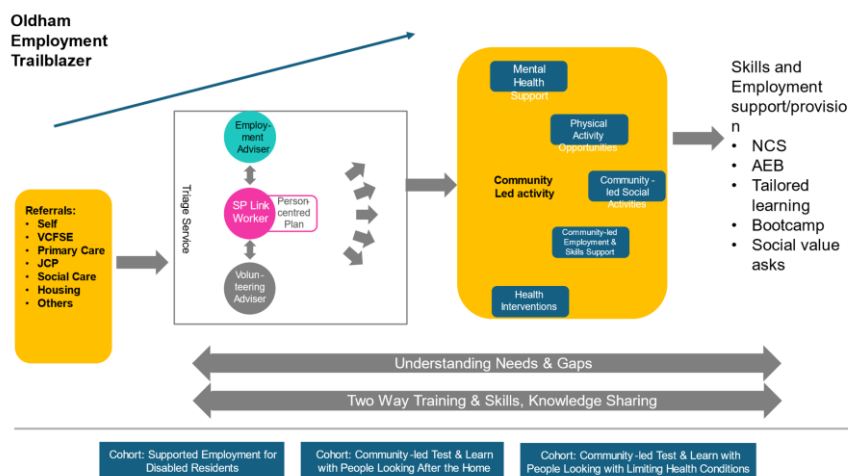 Oldham
Employment
Trailblazer
Referrals:
• Self
• VCFSE
• Primary Care
• JCP
• Social Care
• Housing
• Others
Triage Service
Employ-
ment
Adviser
SP Link
Worker
Person-
centred
Plan
Volun-
teering
Adviser
Mental
Health
Support
Physical
Activity
Opportunities
Community
Led activity
Community -
led Social
Activities
Community-led
Employment &
Skills Support
Health
Interventions
Skills and
Employment
support/provisio
n
• NCS
• AEB
• Tailored
learning
• Bootcamp
• Social value
asks
Understanding Needs & Gaps
Two Way Training & Skills, Knowledge Sharing
Cohort: Supported Employment for
Disabled Residents
Cohort: Community-led Test & Learn
with People Looking After the Home
Cohort: Community-led Test & Learn with
People Looking with Limiting Health Conditions